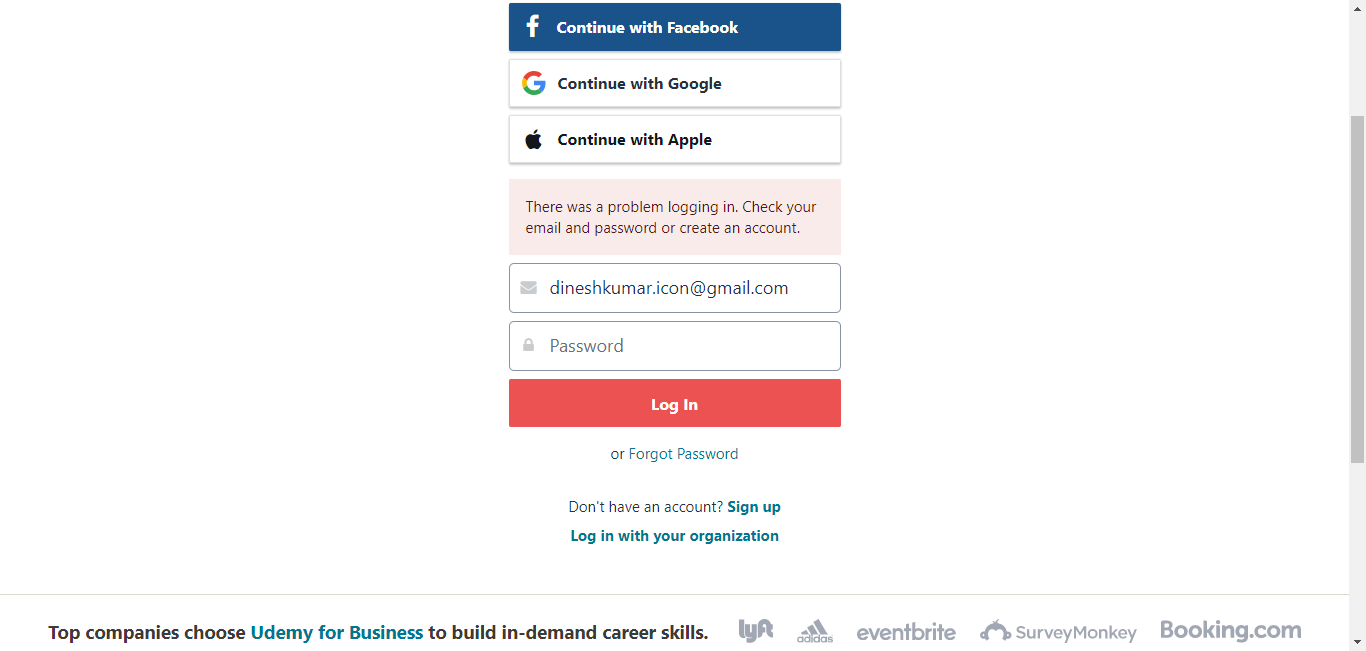 Continue with Facebook
Continue with Google
Continue with Apple
There was a problem logging in. Check your
email and password or create an account.
dineshkumar.icon@gmail.com
Password
Log In
or Forgot Password
Don't have an account? Sign up
Log in with your organization
Top companies choose Udemy for Business to build in-demand career skills. lyft adidas eventbrite SurveyMonkey Booking.com